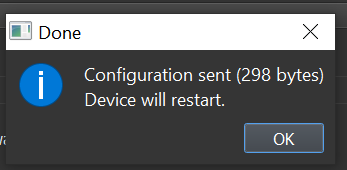 Done
Configuration sent (298 bytes)
Device will restart.
OK